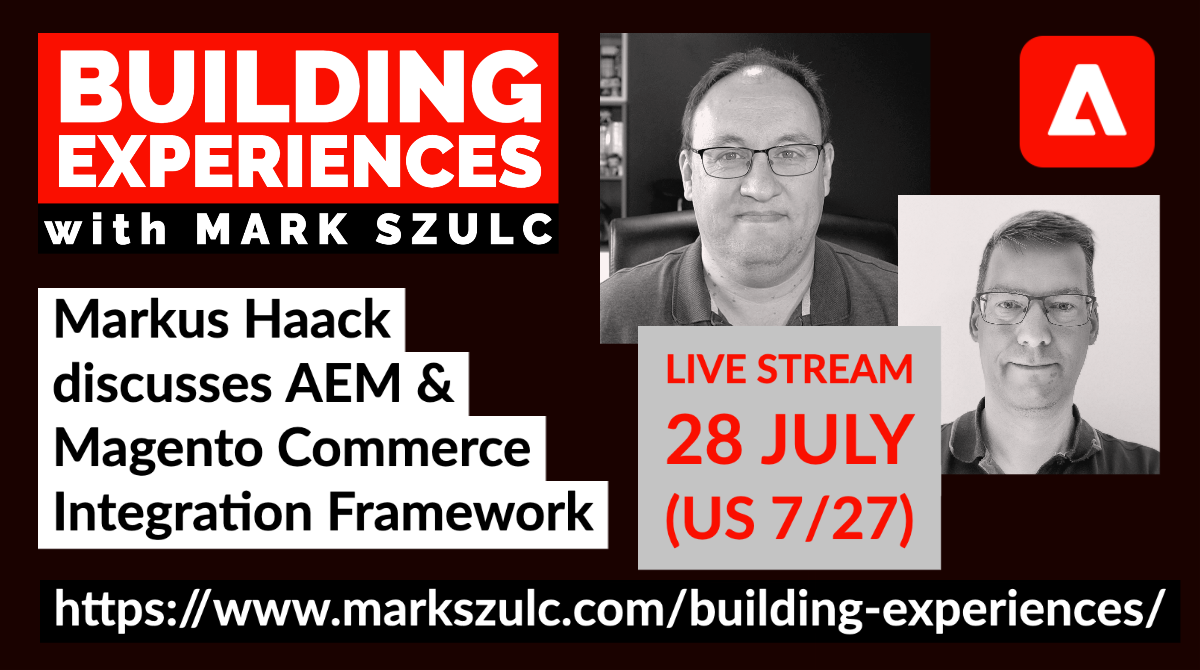 BUILDING
EXPERIENCES
with MARK SZULC
Markus Haack
discusses AEM &
Magento Commerce
Integration Framework
LIVE STREAM
28 JULY
(US 7/27)
https://www.markszulc.com/building-experiences/